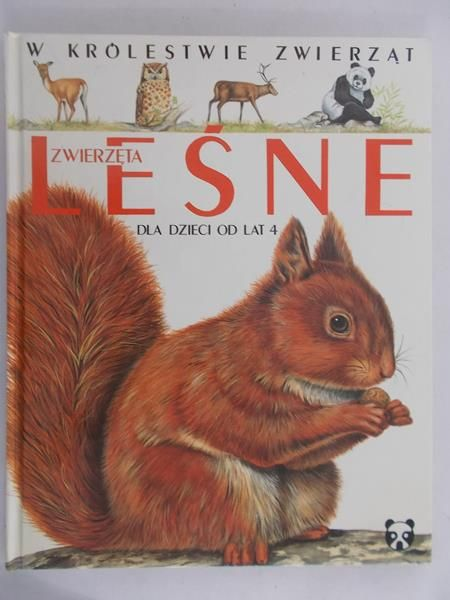 W KRÓLESTWIE ZWIERZĄT
ZWIERZĘTA
LEŚNE
DLA DZIECI OD LAT 4